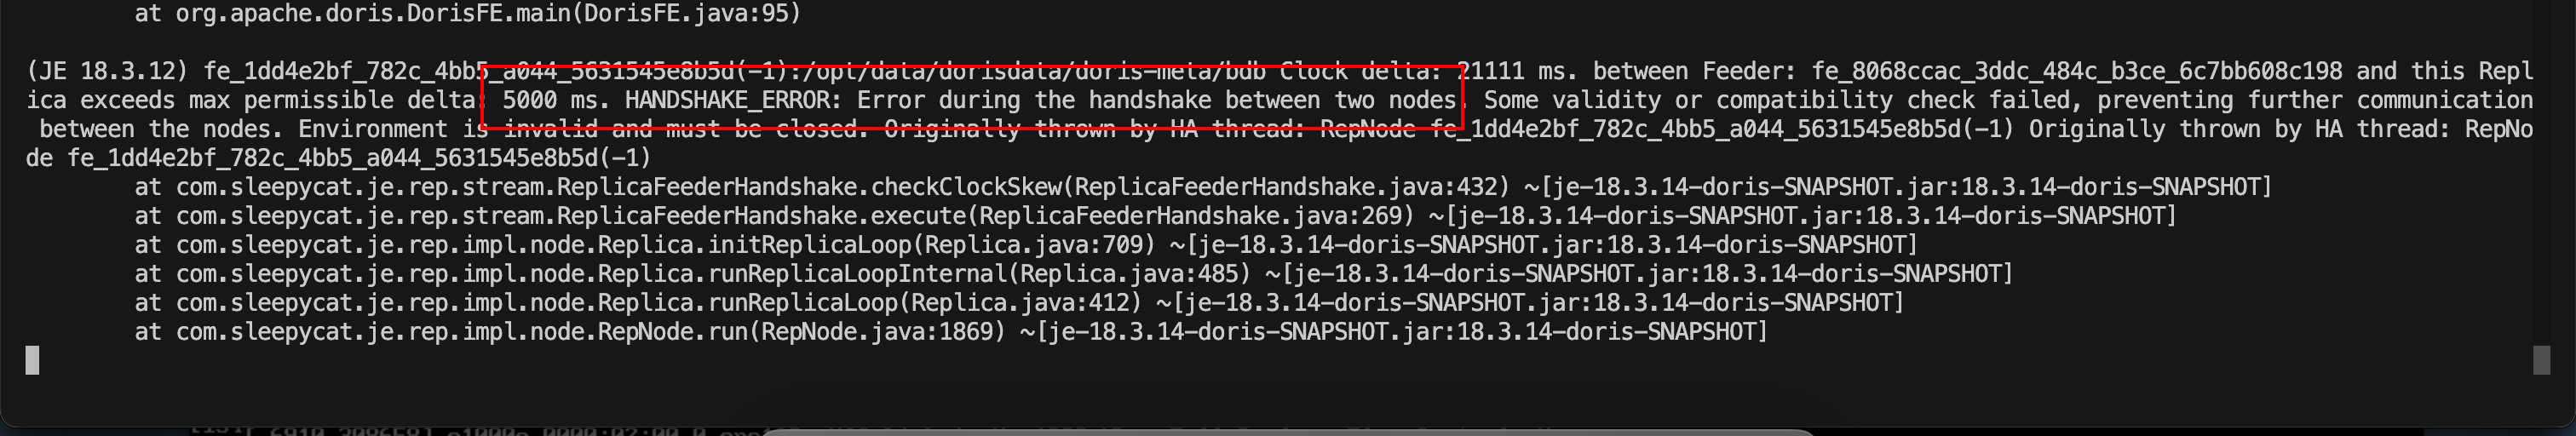 at org.apache.doris.DorisFE.main(DorisFE.java:95)
(JE 18.3.12) fe_1dd4e2bf_782c_4bb5_a044_5631545e8b5d(-1):/opt/data/dorisdata/doris-meta/bdb Clock delta: 21111 ms. between Feeder: fe_8068ccac_3ddc_484c_b3ce_6c7bb608c198 and this Repl
ica exceeds max permissible delta: 5000 ms. HANDSHAKE_ERROR: Error during the handshake between two nodes. Some validity or compatibility check failed, preventing further communication
between the nodes. Environment is invalid and must be closed. Originally thrown by HA thread: RepNode fe_1dd4e2bf_782c_4bb5_a044_5631545e8b5d(-1) Originally thrown by HA thread: RepNo
de fe_1dd4e2bf_782c_4bb5_a044_5631545e8b5d(-1)
at com.sleepycat.je.rep.stream.ReplicaFeederHandshake.checkClockSkew(ReplicaFeederHandshake.java:432) ~[je-18.3.14-doris-SNAPSHOT.jar:18.3.14-doris-SNAPSHOT]
at com.sleepycat.je.rep.stream.ReplicaFeederHandshake.execute(ReplicaFeederHandshake.java:269) ~[je-18.3.14-doris-SNAPSHOT.jar:18.3.14-doris-SNAPSHOT]
at com.sleepycat.je.rep.impl.node.Replica.initReplicaLoop(Replica.java:709) ~[je-18.3.14-doris-SNAPSHOT.jar:18.3.14-doris-SNAPSHOT]
at com.sleepycat.je.rep.impl.node.Replica.runReplicaLoopInternal(Replica.java:485) ~[je-18.3.14-doris-SNAPSHOT.jar:18.3.14-doris-SNAPSHOT]
at com.sleepycat.je.rep.impl.node.Replica.runReplicaLoop(Replica.java:412) ~[je-18.3.14-doris-SNAPSHOT.jar:18.3.14-doris-SNAPSHOT]
at com.sleepycat.je.rep.impl.node.RepNode.run(RepNode.java:1869) ~[je-18.3.14-doris-SNAPSHOT.jar:18.3.14-doris-SNAPSHOT]